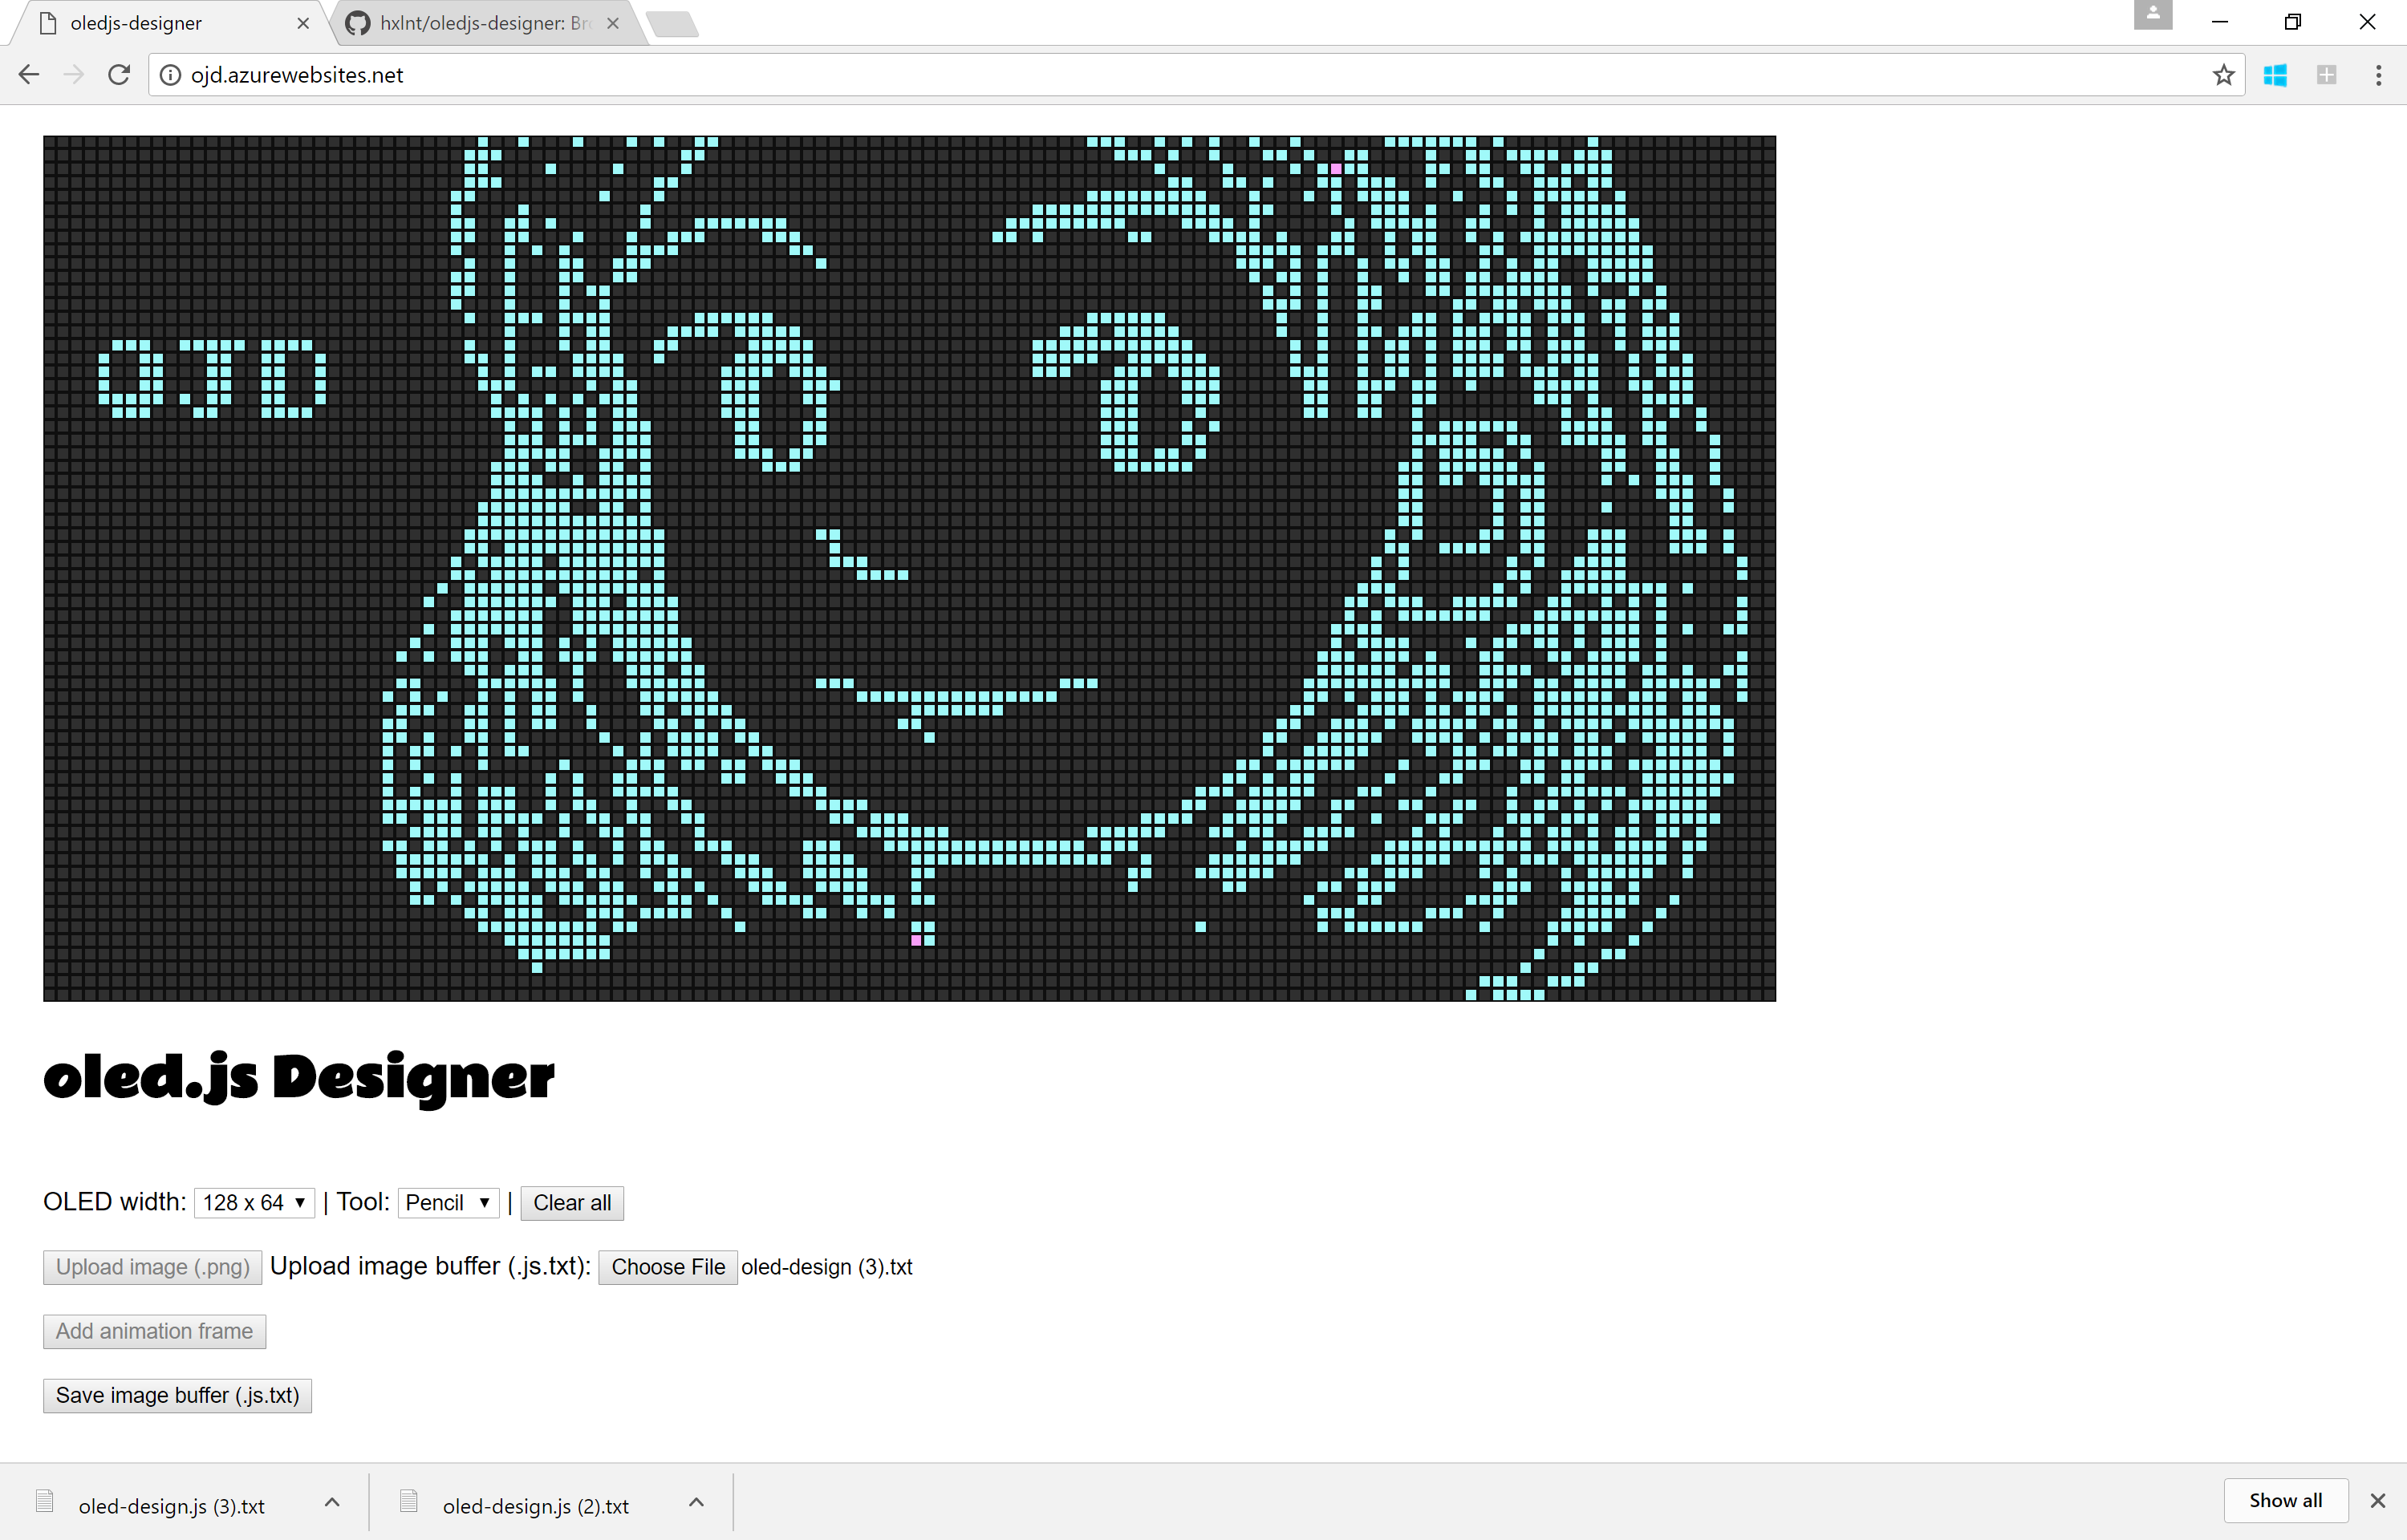 oledjs-designer
hxlnt/oledjs-designer: Br
ojd.azurewebsites.net
OJD
oled.js Designer
OLED width: 128 x 64 | Tool: Pencil | Clear all
Upload image (.png) Upload image buffer (.js.txt): Choose File oled-design (3).txt
Add animation frame
Save image buffer (.js.txt)
oled-design.js (3).txt oled-design.js (2).txt Show all